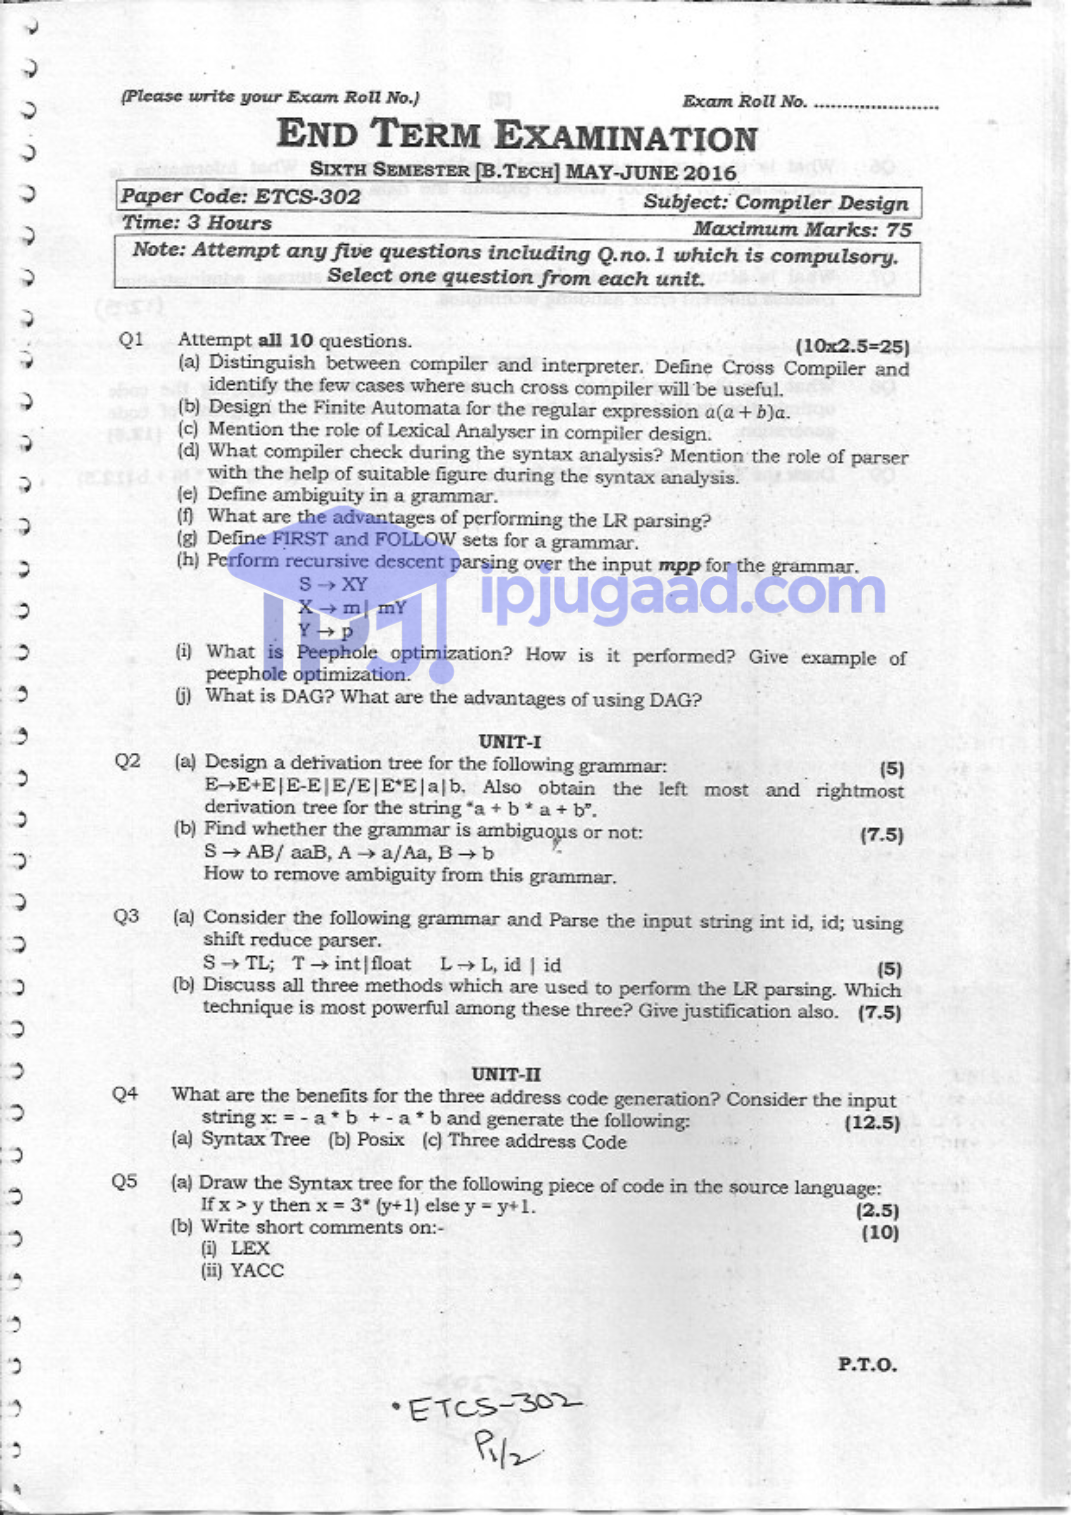 (Please write your Exam Roll No.) Exam Roll No. ........................
END TERM EXAMINATION
SIXTH SEMESTER [B.TECH] MAY-JUNE 2016
Paper Code: ETCS-302 Subject: Compiler Design
Time: 3 Hours Maximum Marks: 75
Note: Attempt any five questions including Q.no.1 which is compulsory.
Select one question from each unit.
Q1 Attempt all 10 questions. (10x2.5=25)
(a) Distinguish between compiler and interpreter. Define Cross Compiler and
identify the few cases where such cross compiler will be useful.
(b) Design the Finite Automata for the regular expression a(a + b)a.
(c) Mention the role of Lexical Analyser in compiler design.
(d) What compiler check during the syntax analysis? Mention the role of parser
with the help of suitable figure during the syntax analysis.
(e) Define ambiguity in a grammar.
(f) What are the advantages of performing the LR parsing?
(g) Define FIRST and FOLLOW sets for a grammar.
(h) Perform recursive descent parsing over the input mpp for the grammar.
S → XY
X → m| mY
Y → p
IPJ
ipjugaad.com
(i) What is Peephole optimization? How is it performed? Give example of
peephole optimization.
(j) What is DAG? What are the advantages of using DAG?
UNIT-I
Q2 (a) Design a derivation tree for the following grammar: (5)
E→E+E|E-E|E/E|E*E|a|b. Also obtain the left most and rightmost
derivation tree for the string "a + b * a + b".
(b) Find whether the grammar is ambiguous or not: (7.5)
S → AB/ aaB, A → a/Aa, B → b
How to remove ambiguity from this grammar.
Q3 (a) Consider the following grammar and Parse the input string int id, id; using
shift reduce parser.
S → TL; T → int|float L → L, id | id (5)
(b) Discuss all three methods which are used to perform the LR parsing. Which
technique is most powerful among these three? Give justification also. (7.5)
UNIT-II
Q4 What are the benefits for the three address code generation? Consider the input
string x: = - a * b + - a * b and generate the following: (12.5)
(a) Syntax Tree (b) Posix (c) Three address Code
Q5 (a) Draw the Syntax tree for the following piece of code in the source language:
If x > y then x = 3* (y+1) else y = y+1. (2.5)
(b) Write short comments on:- (10)
(i) LEX
(ii) YACC
P.T.O.
ETCS-302
P1/2